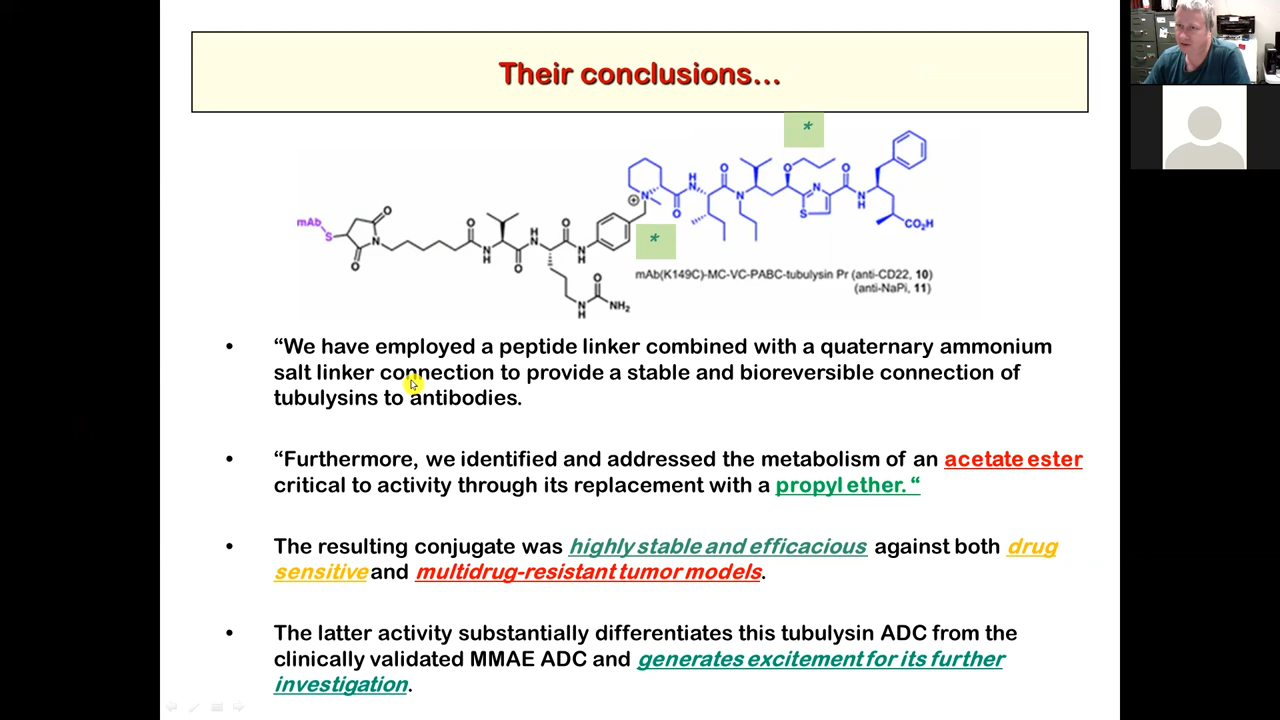 Their conclusions...
*
O
O
N
H
N
O
H
N
O
N
O
N
S
O
N
H
CO₂H
N
⊕
mAb
S
O
N
O
O
N
H
O
H
N
O
N
H
*
O
N
H
NH₂
mAb(K149C)-MC-VC-PABC-tubulysin Pr (anti-CD22, 10)
(anti-NaPi, 11)
• “We have employed a peptide linker combined with a quaternary ammonium
salt linker connection to provide a stable and bioreversible connection of
tubulysins to antibodies.
• “Furthermore, we identified and addressed the metabolism of an acetate ester
critical to activity through its replacement with a propyl ether. “
• The resulting conjugate was highly stable and efficacious against both drug
sensitive and multidrug-resistant tumor models.
• The latter activity substantially differentiates this tubulysin ADC from the
clinically validated MMAE ADC and generates excitement for its further
investigation.